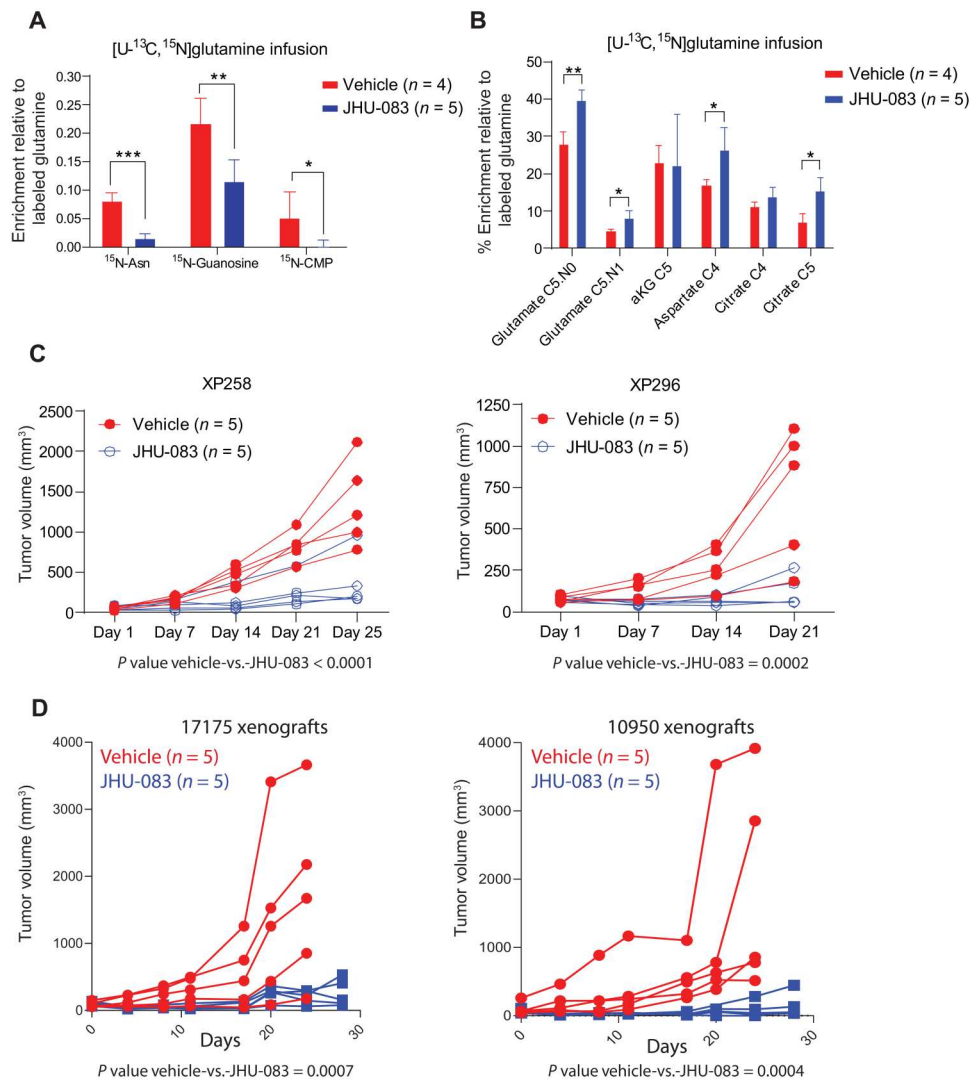 A
[U-¹³C,¹⁵N]glutamine infusion
Enrichment relative to
labeled glutamine
0.30
0.25
0.20
0.15
0.10
0.05
0.00
***
**
*
Vehicle (n = 4)
JHU-083 (n = 5)
¹⁵N-Asn
¹⁵N-Guanosine
¹⁵N-CMP
B
[U-¹³C,¹⁵N]glutamine infusion
% Enrichment relative to
labeled glutamine
50
40
30
20
10
0
**
*
*
*
Vehicle (n = 4)
JHU-083 (n = 5)
Glutamate C5.N0
Glutamate C5.N1
aKG C5
Aspartate C4
Citrate C4
Citrate C5
C
XP258
Tumor volume (mm³)
2500
2000
1500
1000
500
0
Vehicle (n = 5)
JHU-083 (n = 5)
Day 1 Day 7 Day 14 Day 21 Day 25
P value vehicle-vs.-JHU-083 < 0.0001
XP296
Tumor volume (mm³)
1250
1000
750
500
250
0
Vehicle (n = 5)
JHU-083 (n = 5)
Day 1 Day 7 Day 14 Day 21
P value vehicle-vs.-JHU-083 = 0.0002
D
17175 xenografts
Tumor volume (mm³)
4000
3000
2000
1000
0
Vehicle (n = 5)
JHU-083 (n = 5)
0 10 20 30
Days
P value vehicle-vs.-JHU-083 = 0.0007
10950 xenografts
Tumor volume (mm³)
4000
3000
2000
1000
0
Vehicle (n = 5)
JHU-083 (n = 5)
0 10 20 30
Days
P value vehicle-vs.-JHU-083 = 0.0004